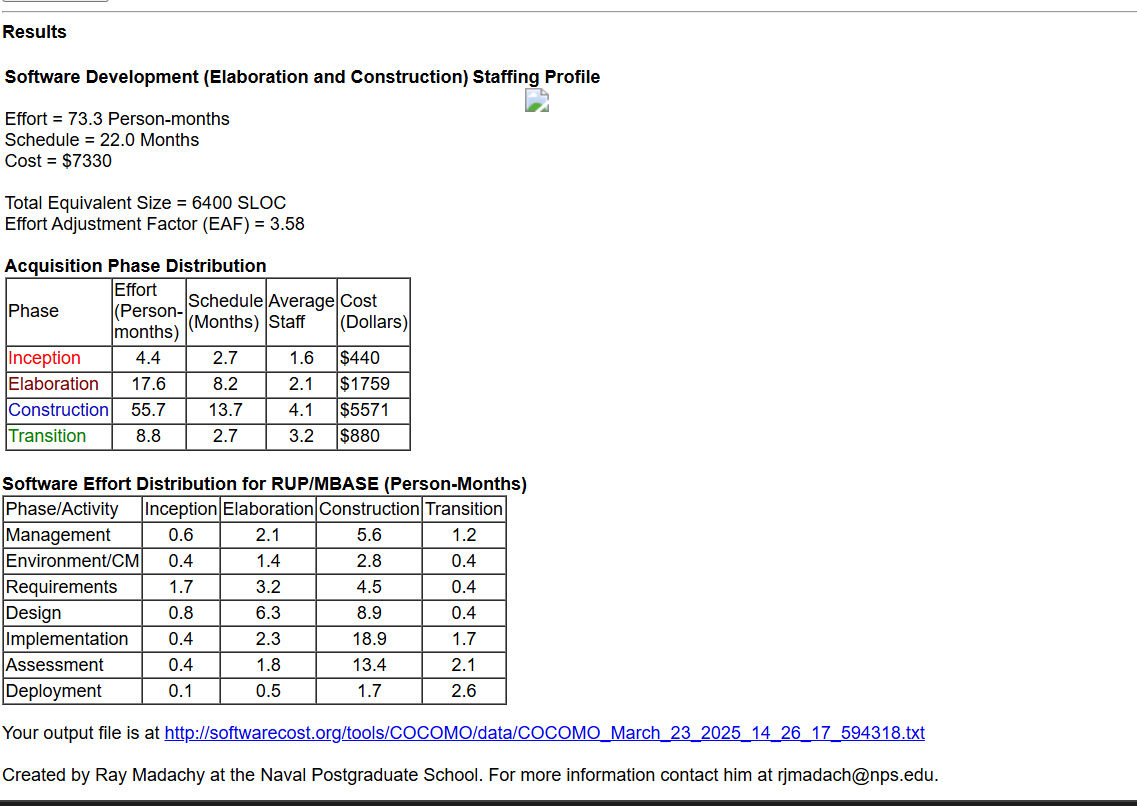 Results
Software Development (Elaboration and Construction) Staffing Profile
Effort = 73.3 Person-months
Schedule = 22.0 Months
Cost = $7330
Total Equivalent Size = 6400 SLOC
Effort Adjustment Factor (EAF) = 3.58
Acquisition Phase Distribution
Phase Effort (Person-months) Schedule (Months) Average Staff Cost (Dollars)
Inception 4.4 2.7 1.6 $440
Elaboration 17.6 8.2 2.1 $1759
Construction 55.7 13.7 4.1 $5571
Transition 8.8 2.7 3.2 $880
Software Effort Distribution for RUP/MBASE (Person-Months)
Phase/Activity Inception Elaboration Construction Transition
Management 0.6 2.1 5.6 1.2
Environment/CM 0.4 1.4 2.8 0.4
Requirements 1.7 3.2 4.5 0.4
Design 0.8 6.3 8.9 0.4
Implementation 0.4 2.3 18.9 1.7
Assessment 0.4 1.8 13.4 2.1
Deployment 0.1 0.5 1.7 2.6
Your output file is at http://softwarecost.org/tools/COCOMO/data/COCOMO_March_23_2025_14_26_17_594318.txt
Created by Ray Madachy at the Naval Postgraduate School. For more information contact him at rjmadach@nps.edu.